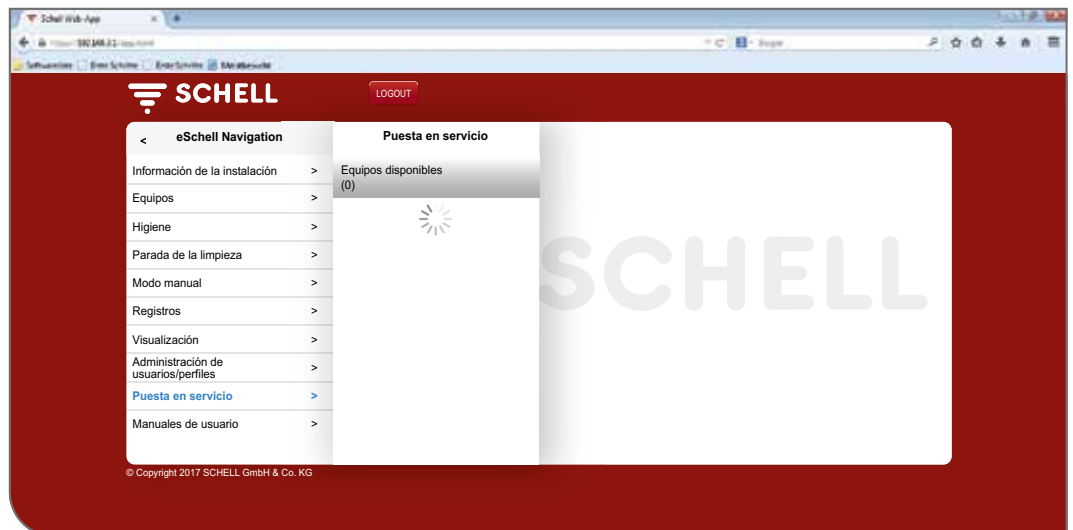 Schell Web-App
SCHELL
LOGOUT
< eSchell Navigation
Información de la instalación >
Equipos >
Higiene >
Parada de la limpieza >
Modo manual >
Registros >
Visualización >
Administración de
usuarios/perfiles >
Puesta en servicio >
Manuales de usuario >
Puesta en servicio
Equipos disponibles
(0)
SCHELL
© Copyright 2017 SCHELL GmbH & Co. KG